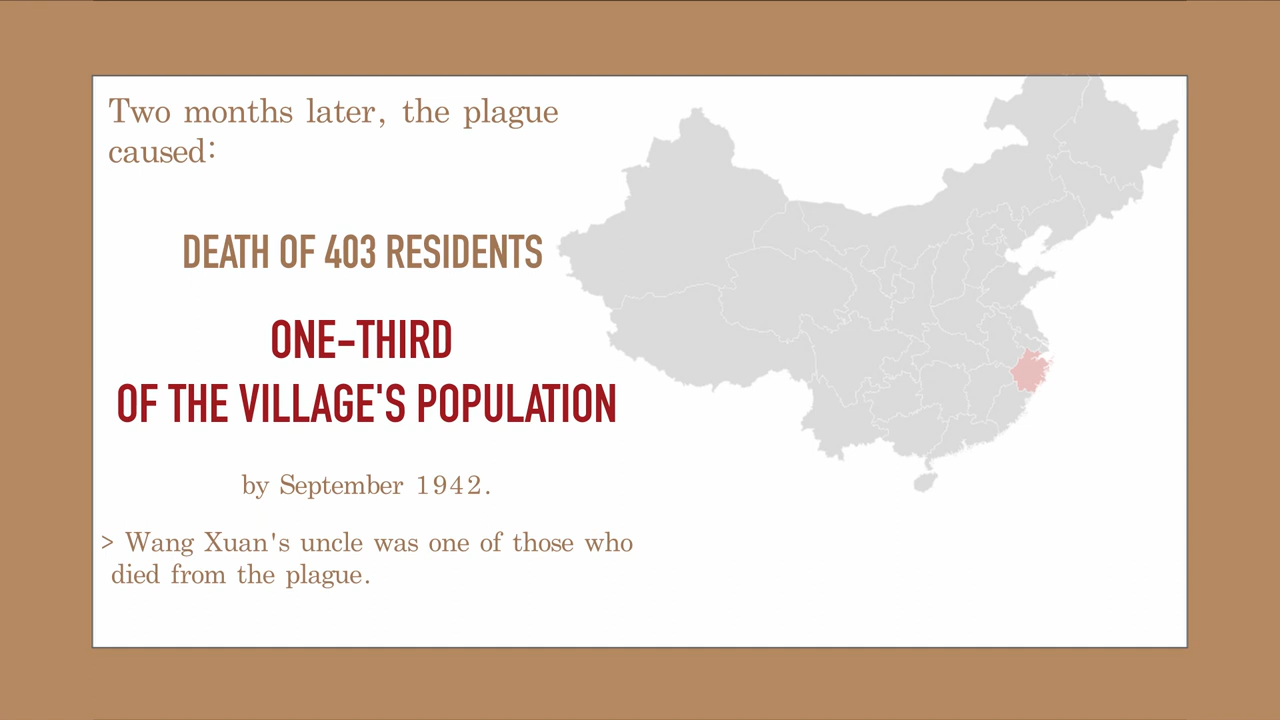 Two months later, the plague
caused:
DEATH OF 403 RESIDENTS
ONE-THIRD
OF THE VILLAGE'S POPULATION
by September 1942.
> Wang Xuan's uncle was one of those who
died from the plague.